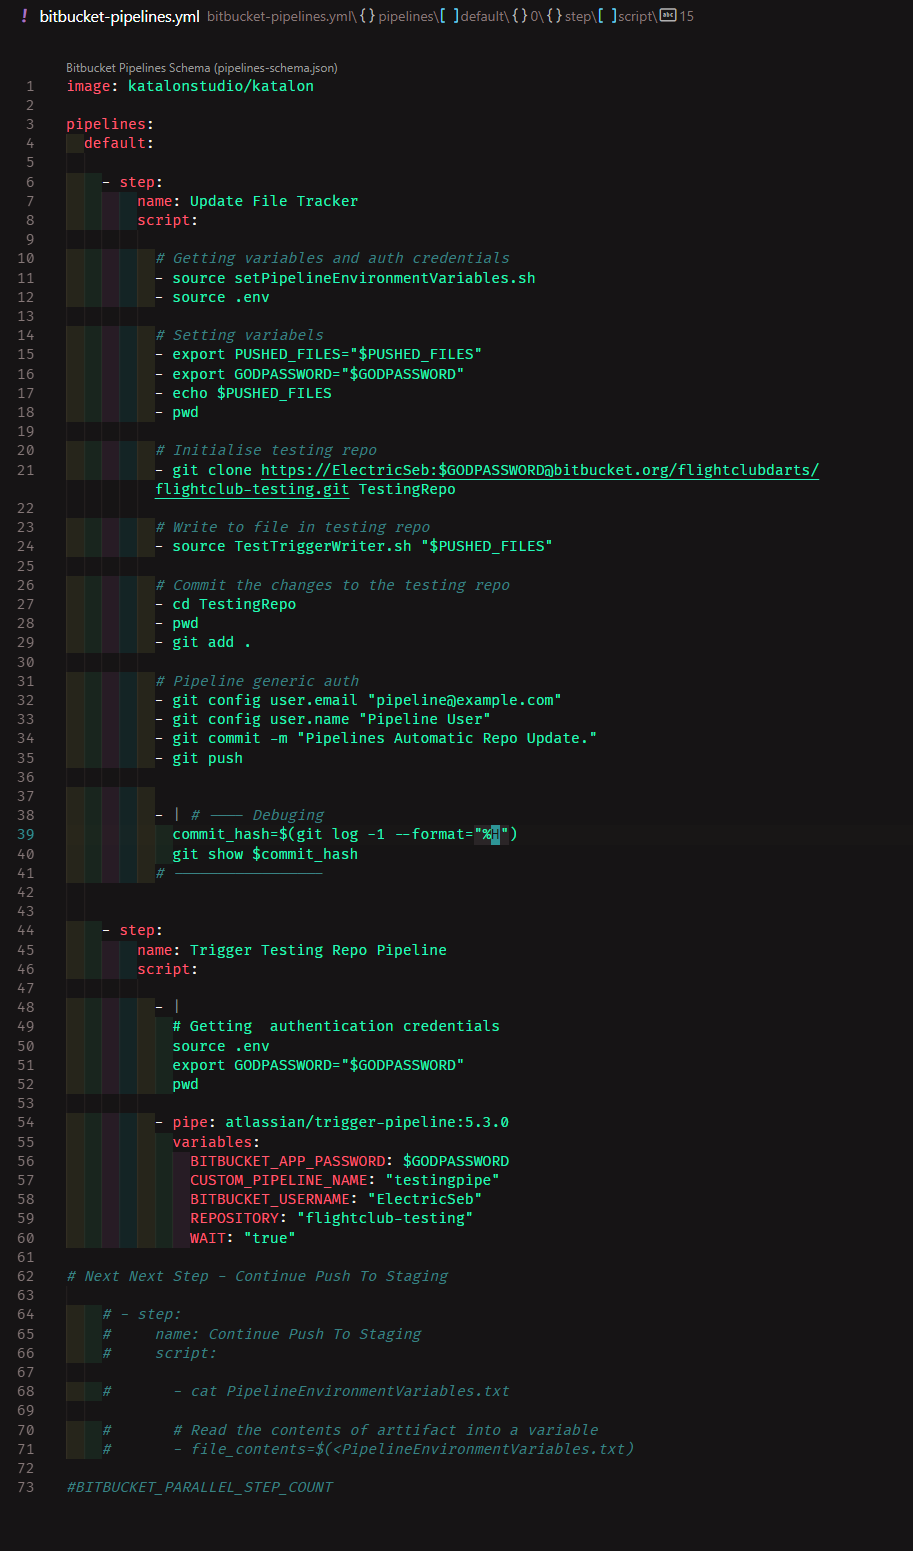 ! bitbucket-pipelines.yml bitbucket-pipelines.yml\{}pipelines\[ ]default\{}0\{}step\[ ]script\abc15
Bitbucket Pipelines Schema (pipelines-schema.json)
1 image: katalonstudio/katalon
2
3 pipelines:
4   default:
5
6     - step:
7         name: Update File Tracker
8         script:
9
10           # Getting variables and auth credentials
11           - source setPipelineEnvironmentVariables.sh
12           - source .env
13
14           # Setting variabels
15           - export PUSHED_FILES="$PUSHED_FILES"
16           - export GODPASSWORD="$GODPASSWORD"
17           - echo $PUSHED_FILES
18           - pwd
19
20           # Initialise testing repo
21           - git clone https://ElectricSeb:$GODPASSWORD@bitbucket.org/flightclubdarts/
          flightclub-testing.git TestingRepo
22
23           # Write to file in testing repo
24           - source TestTriggerWriter.sh "$PUSHED_FILES"
25
26           # Commit the changes to the testing repo
27           - cd TestingRepo
28           - pwd
29           - git add .
30
31           # Pipeline generic auth
32           - git config user.email "pipeline@example.com"
33           - git config user.name "Pipeline User"
34           - git commit -m "Pipelines Automatic Repo Update."
35           - git push
36
37
38           - | # ---- Debuging
39             commit_hash=$(git log -1 --format="%H")
40             git show $commit_hash
41           # -----------------
42
43
44     - step:
45         name: Trigger Testing Repo Pipeline
46         script:
47
48           - |
49             # Getting  authentication credentials
50             source .env
51             export GODPASSWORD="$GODPASSWORD"
52             pwd
53
54           - pipe: atlassian/trigger-pipeline:5.3.0
55             variables:
56               BITBUCKET_APP_PASSWORD: $GODPASSWORD
57               CUSTOM_PIPELINE_NAME: "testingpipe"
58               BITBUCKET_USERNAME: "ElectricSeb"
59               REPOSITORY: "flightclub-testing"
60               WAIT: "true"
61
62 # Next Next Step - Continue Push To Staging
63
64     # - step:
65     #     name: Continue Push To Staging
66     #     script:
67
68     #       - cat PipelineEnvironmentVariables.txt
69
70     #       # Read the contents of arttifact into a variable
71     #       - file_contents=$(<PipelineEnvironmentVariables.txt)
72
73 #BITBUCKET_PARALLEL_STEP_COUNT